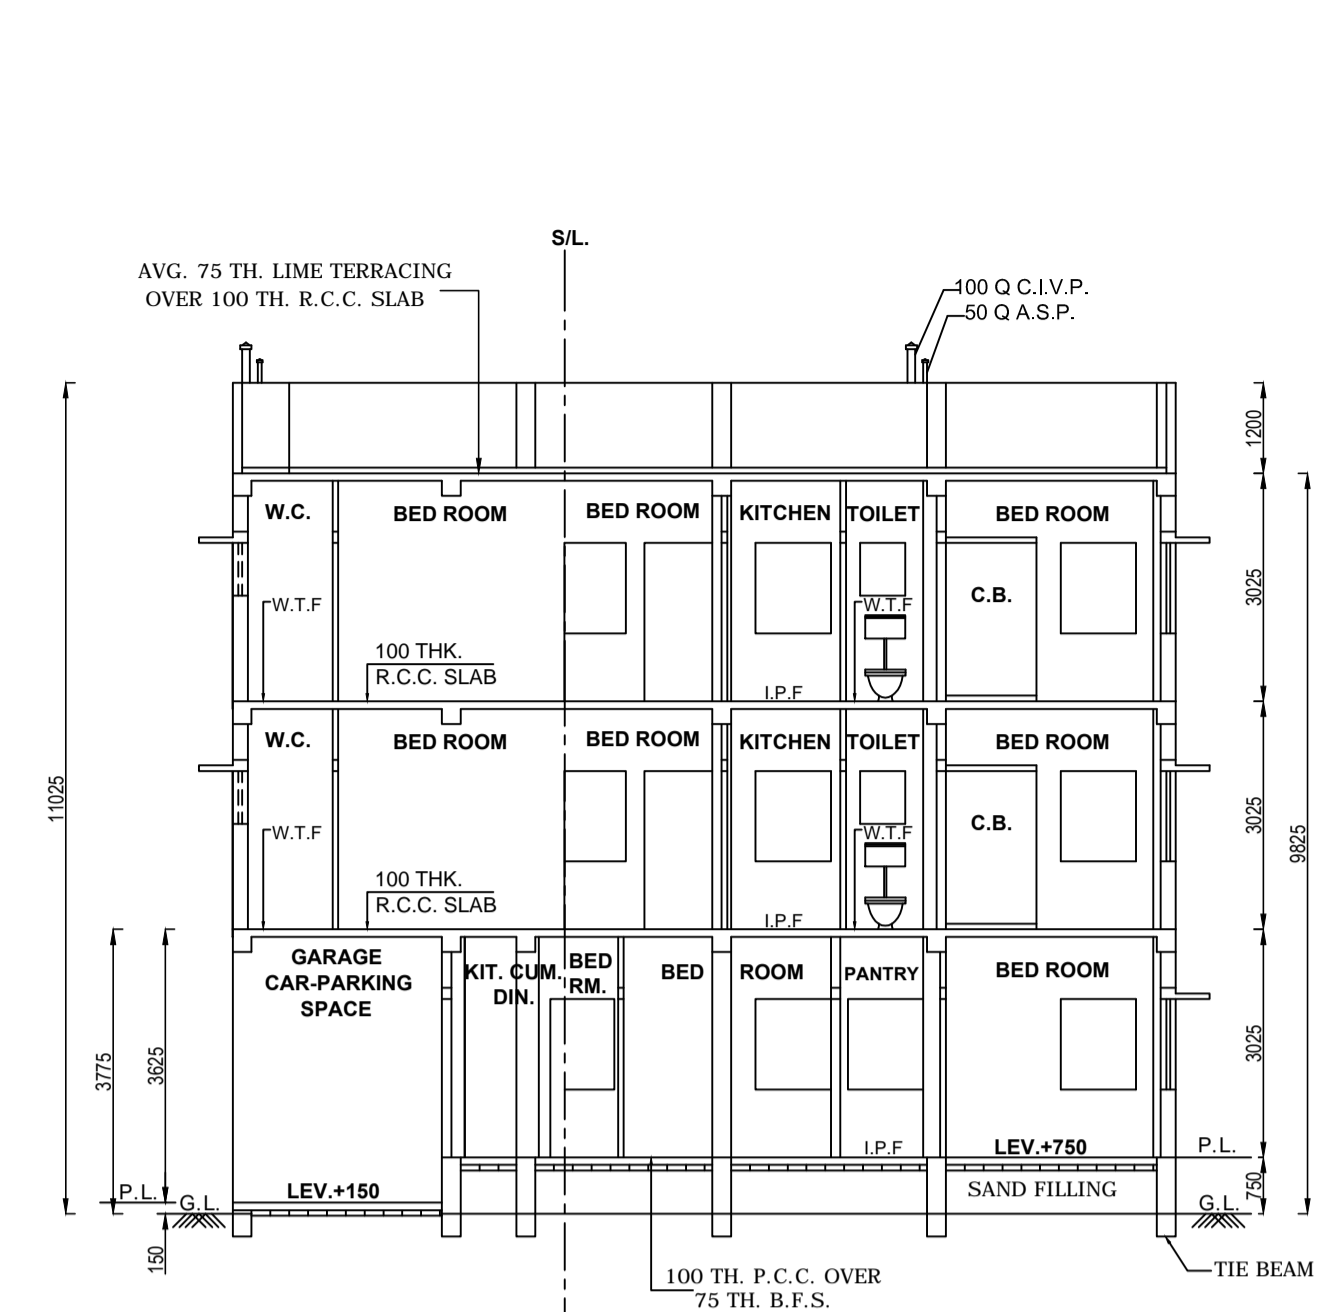 S/L.
AVG. 75 TH. LIME TERRACING
OVER 100 TH. R.C.C. SLAB
100 Q C.I.V.P.
50 Q A.S.P.
1200
W.C.
BED ROOM
BED ROOM
KITCHEN
TOILET
BED ROOM
C.B.
W.T.F
W.T.F
100 THK.
R.C.C. SLAB
I.P.F
3025
W.C.
BED ROOM
BED ROOM
KITCHEN
TOILET
BED ROOM
C.B.
W.T.F
W.T.F
100 THK.
R.C.C. SLAB
I.P.F
3025
11025
9825
GARAGE
CAR-PARKING
SPACE
KIT. CUM.
DIN.
BED
RM.
BED
ROOM
PANTRY
BED ROOM
3775
3625
3025
I.P.F
LEV.+750
P.L.
P.L.
LEV.+150
SAND FILLING
750
G.L.
G.L.
150
100 TH. P.C.C. OVER
75 TH. B.F.S.
TIE BEAM